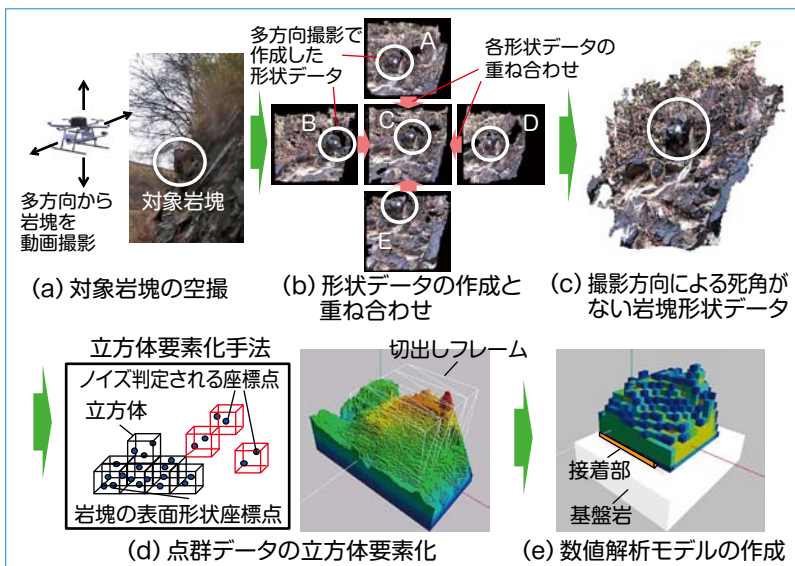 多方向から
岩塊を
動画撮影
対象岩塊
(a) 対象岩塊の空撮
多方向撮影で
作成した
形状データ
各形状データの
重ね合わせ
A
B
C
D
E
(b) 形状データの作成と
重ね合わせ
(c) 撮影方向による死角が
ない岩塊形状データ
立方体要素化手法
ノイズ判定される座標点
立方体
岩塊の表面形状座標点
切出しフレーム
(d) 点群データの立方体要素化
接着部
基盤岩
(e) 数値解析モデルの作成